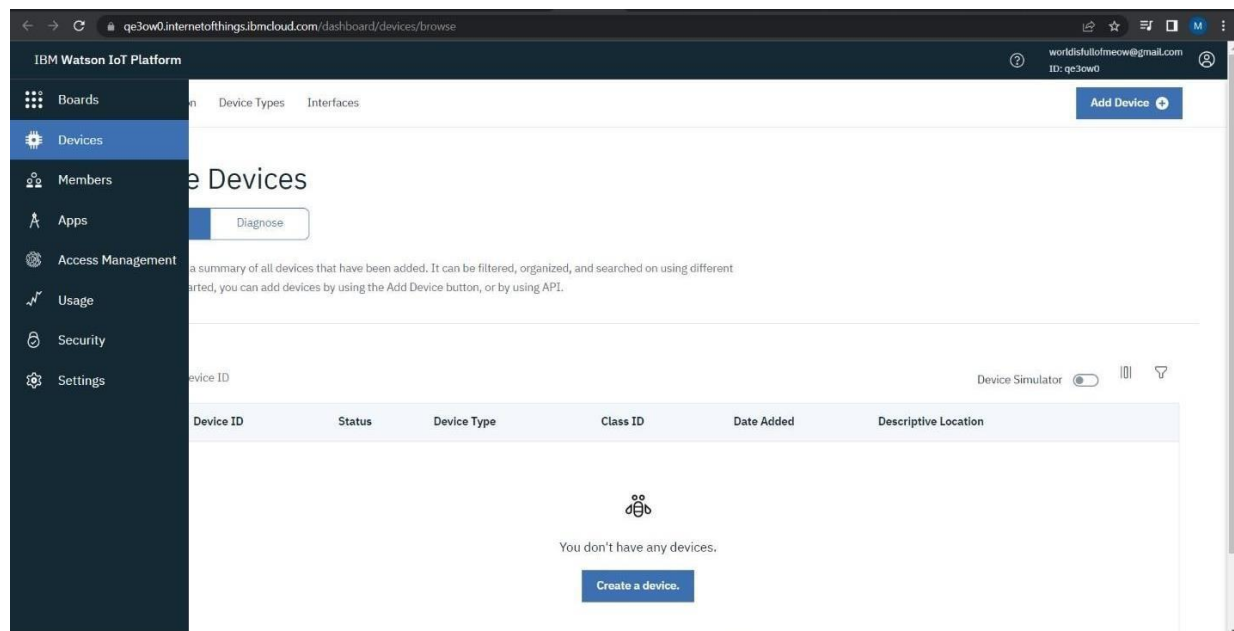 qe3ow0.internetofthings.ibmcloud.com/dashboard/devices/browse
M
IBM Watson IoT Platform
worldisfullofmeow@gmail.com
ID: qe3ow0
Boards
Devices
Members
Apps
Access Management
Usage
Security
Settings
n Device Types Interfaces
Add Device
e Devices
Diagnose
a summary of all devices that have been added. It can be filtered, organized, and searched on using different
arted, you can add devices by using the Add Device button, or by using API.
evice ID
Device Simulator
Device ID Status Device Type Class ID Date Added Descriptive Location
You don't have any devices.
Create a device.